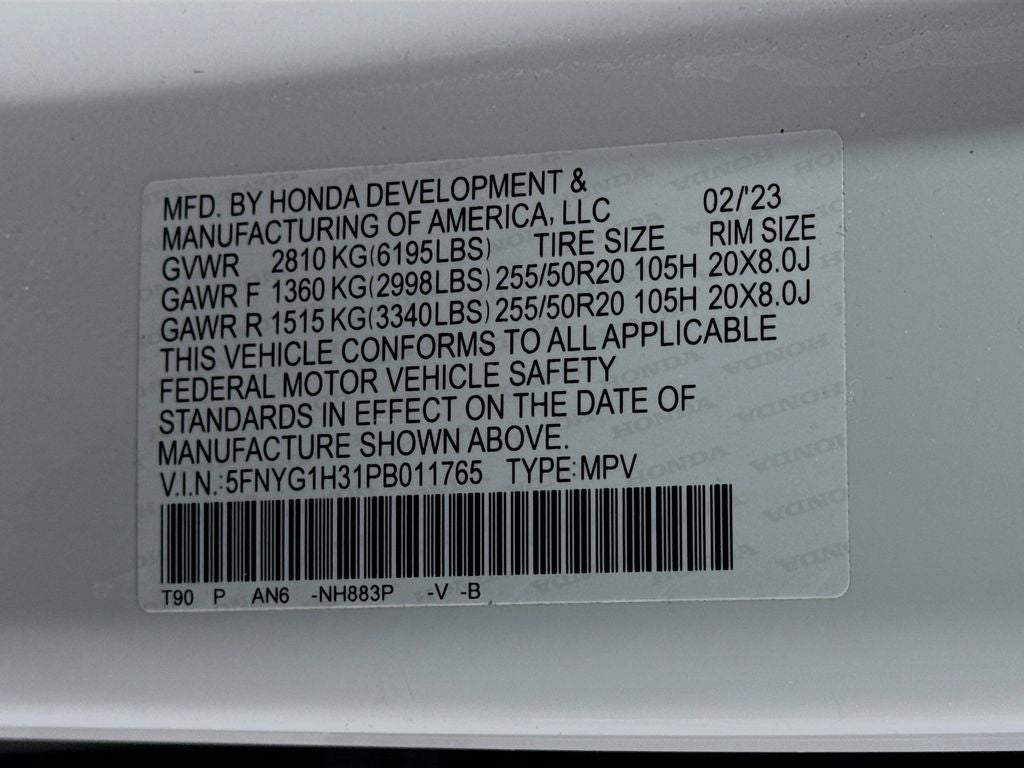 MFD. BY HONDA DEVELOPMENT &
MANUFACTURING OF AMERICA, LLC 02/'23
GVWR 2810 KG(6195LBS) TIRE SIZE RIM SIZE
GAWR F 1360 KG(2998LBS) 255/50R20 105H 20X8.0J
GAWR R 1515 KG(3340LBS) 255/50R20 105H 20X8.0J
THIS VEHICLE CONFORMS TO ALL APPLICABLE
FEDERAL MOTOR VEHICLE SAFETY
STANDARDS IN EFFECT ON THE DATE OF
MANUFACTURE SHOWN ABOVE.
V.I.N.:5FNYG1H31PB011765 TYPE:MPV
T90 P AN6 -NH883P -V -B